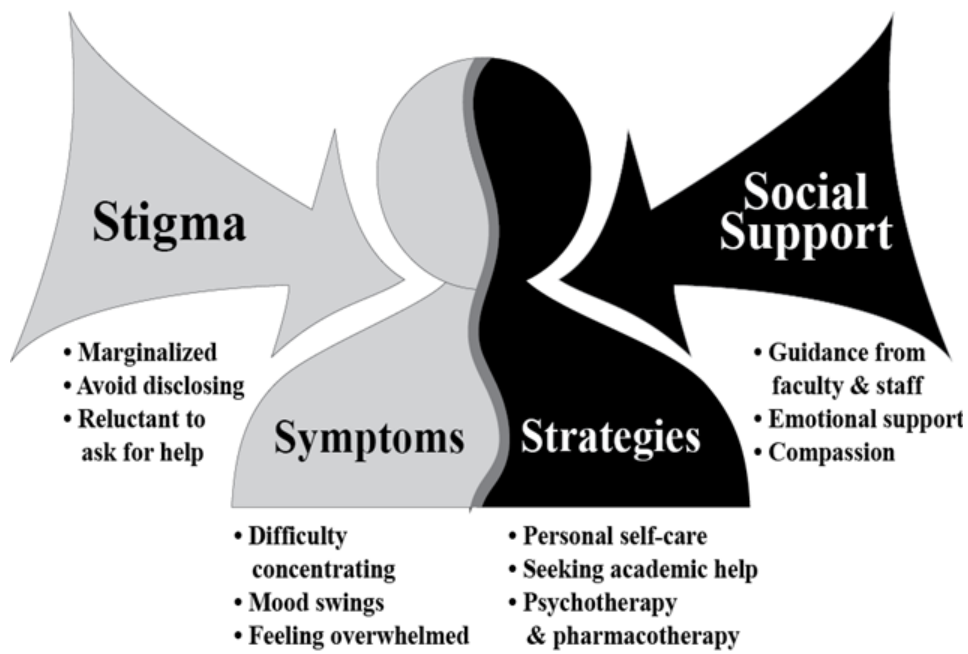 Stigma
• Marginalized
• Avoid disclosing
• Reluctant to
ask for help
Social
Support
• Guidance from
faculty & staff
• Emotional support
• Compassion
Symptoms
• Difficulty
concentrating
• Mood swings
• Feeling overwhelmed
Strategies
• Personal self-care
• Seeking academic help
• Psychotherapy
& pharmacotherapy